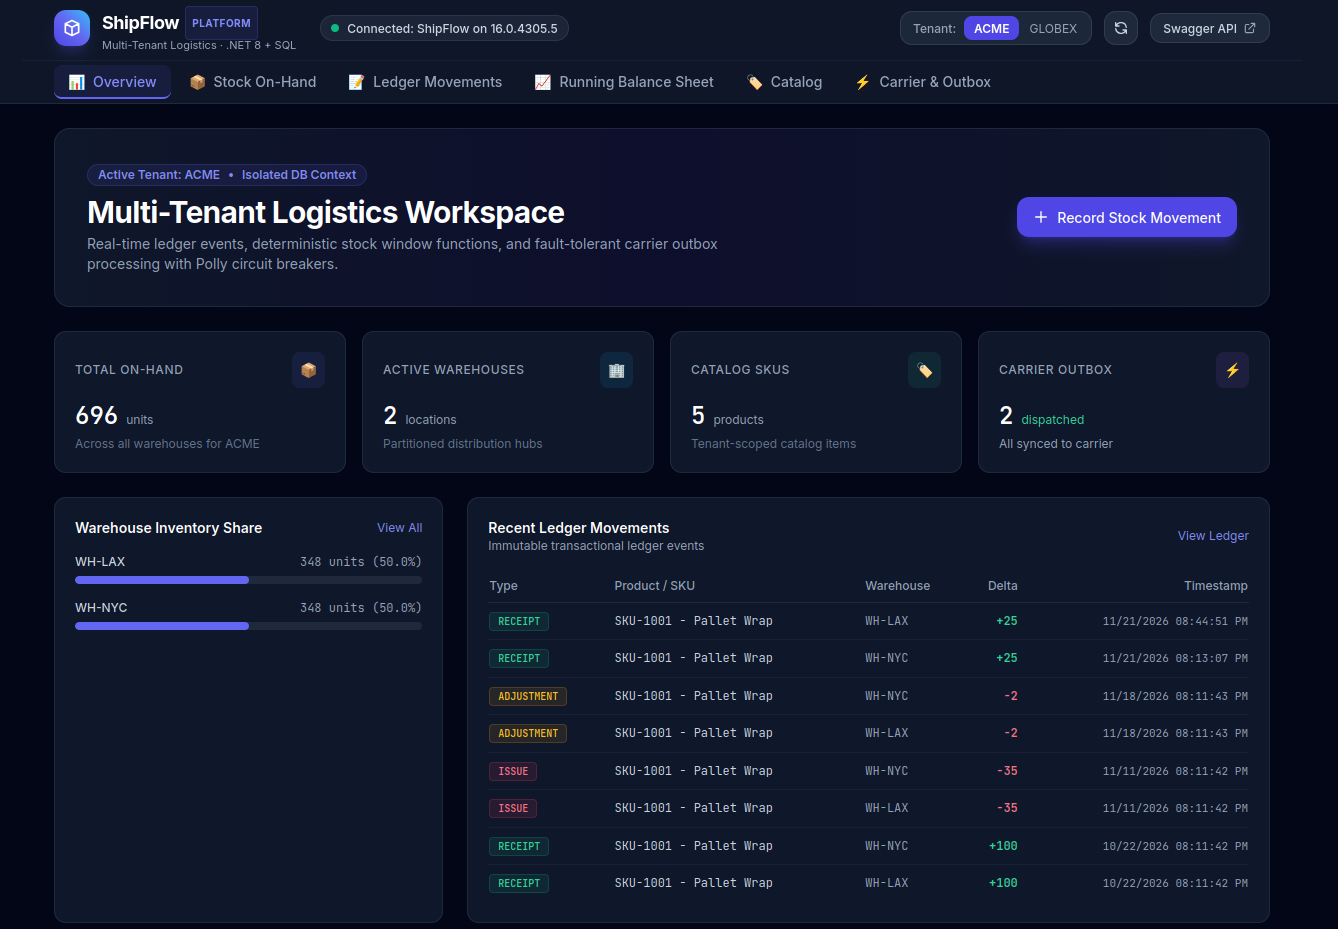 ShipFlow PLATFORM
Multi-Tenant Logistics · .NET 8 + SQL
Connected: ShipFlow on 16.0.4305.5
Tenant: ACME GLOBEX
Swagger API
Overview
Stock On-Hand
Ledger Movements
Running Balance Sheet
Catalog
Carrier & Outbox
Active Tenant: ACME • Isolated DB Context
Multi-Tenant Logistics Workspace
Real-time ledger events, deterministic stock window functions, and fault-tolerant carrier outbox
processing with Polly circuit breakers.
+ Record Stock Movement
TOTAL ON-HAND
696 units
Across all warehouses for ACME
ACTIVE WAREHOUSES
2 locations
Partitioned distribution hubs
CATALOG SKUS
5 products
Tenant-scoped catalog items
CARRIER OUTBOX
2 dispatched
All synced to carrier
Warehouse Inventory Share View All
WH-LAX 348 units (50.0%)
WH-NYC 348 units (50.0%)
Recent Ledger Movements
Immutable transactional ledger events
View Ledger
Type Product / SKU Warehouse Delta Timestamp
RECEIPT SKU-1001 - Pallet Wrap WH-LAX +25 11/21/2026 08:44:51 PM
RECEIPT SKU-1001 - Pallet Wrap WH-NYC +25 11/21/2026 08:13:07 PM
ADJUSTMENT SKU-1001 - Pallet Wrap WH-NYC -2 11/18/2026 08:11:43 PM
ADJUSTMENT SKU-1001 - Pallet Wrap WH-LAX -2 11/18/2026 08:11:43 PM
ISSUE SKU-1001 - Pallet Wrap WH-NYC -35 11/11/2026 08:11:42 PM
ISSUE SKU-1001 - Pallet Wrap WH-LAX -35 11/11/2026 08:11:42 PM
RECEIPT SKU-1001 - Pallet Wrap WH-NYC +100 10/22/2026 08:11:42 PM
RECEIPT SKU-1001 - Pallet Wrap WH-LAX +100 10/22/2026 08:11:42 PM